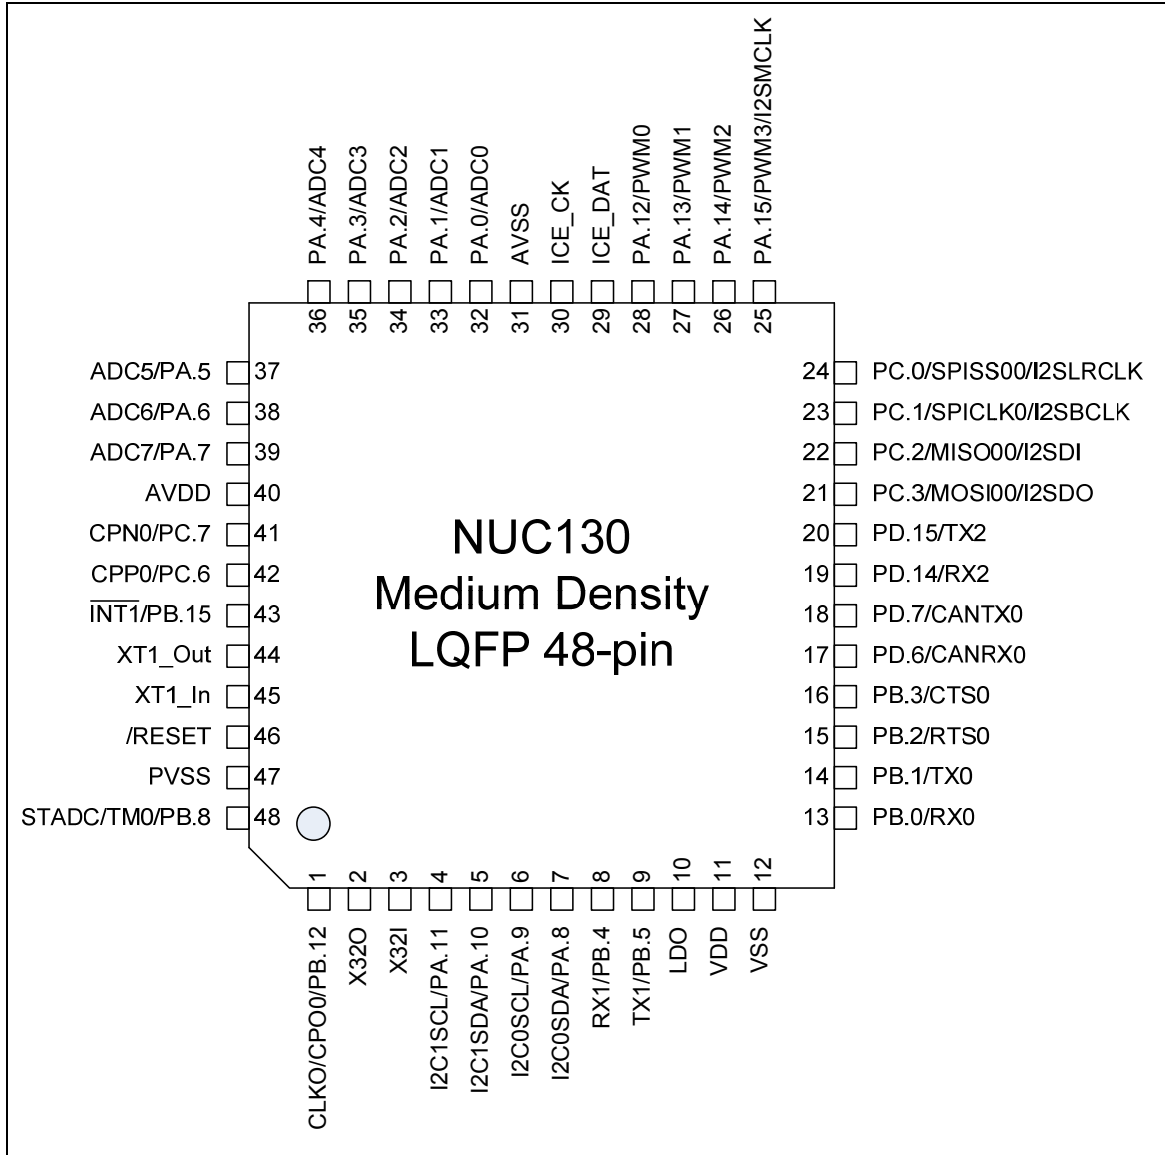 PA.4/ADC4
PA.3/ADC3
PA.2/ADC2
PA.1/ADC1
PA.0/ADC0
AVSS
ICE_CK
ICE_DAT
PA.12/PWM0
PA.13/PWM1
PA.14/PWM2
PA.15/PWM3/I2SMCLK
36
35
34
33
32
31
30
29
28
27
26
25
ADC5/PA.5 37
ADC6/PA.6 38
ADC7/PA.7 39
AVDD 40
CPN0/PC.7 41
CPP0/PC.6 42
INT1/PB.15 43
XT1_Out 44
XT1_In 45
/RESET 46
PVSS 47
STADC/TM0/PB.8 48
NUC130
Medium Density
LQFP 48-pin
24 PC.0/SPISS00/I2SLRCLK
23 PC.1/SPICLK0/I2SBCLK
22 PC.2/MISO00/I2SDI
21 PC.3/MOSI00/I2SDO
20 PD.15/TX2
19 PD.14/RX2
18 PD.7/CANTX0
17 PD.6/CANRX0
16 PB.3/CTS0
15 PB.2/RTS0
14 PB.1/TX0
13 PB.0/RX0
1
2
3
4
5
6
7
8
9
10
11
12
CLKO/CPO0/PB.12
X32O
X32I
I2C1SCL/PA.11
I2C1SDA/PA.10
I2C0SCL/PA.9
I2C0SDA/PA.8
RX1/PB.4
TX1/PB.5
LDO
VDD
VSS